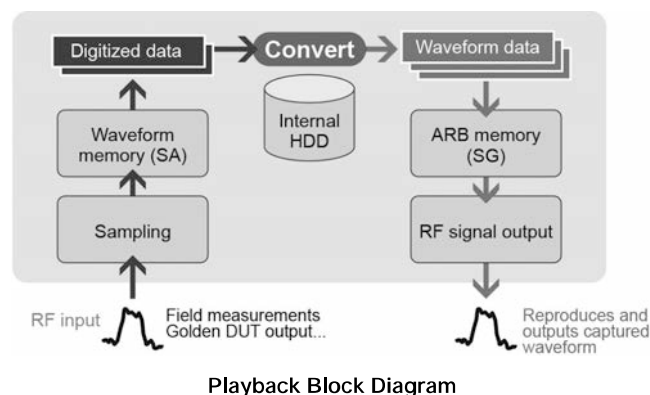 Digitized data
Convert
Waveform data
Internal
HDD
Waveform
memory (SA)
ARB memory
(SG)
Sampling
RF signal output
RF input
Field measurements
Golden DUT output...
Reproduces and
outputs captured
waveform
Playback Block Diagram